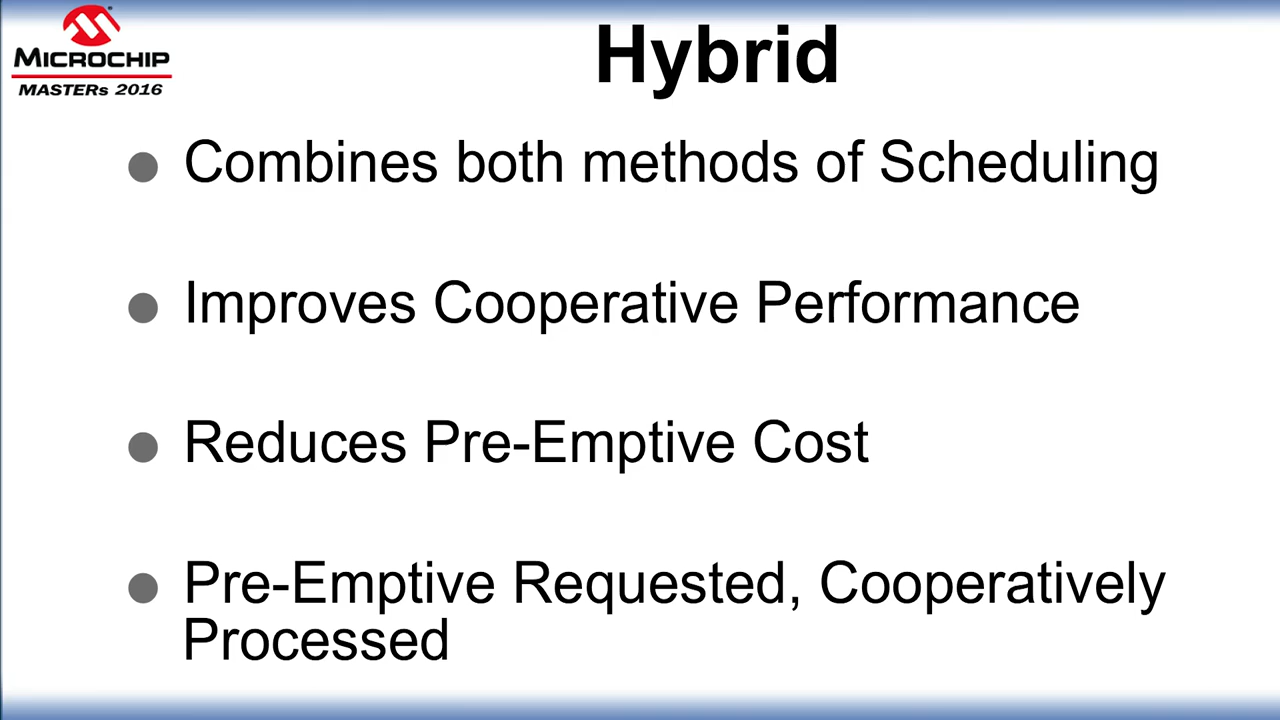 MICROCHIP
MASTERs 2016
Hybrid
Combines both methods of Scheduling
Improves Cooperative Performance
Reduces Pre-Emptive Cost
Pre-Emptive Requested, Cooperatively
Processed